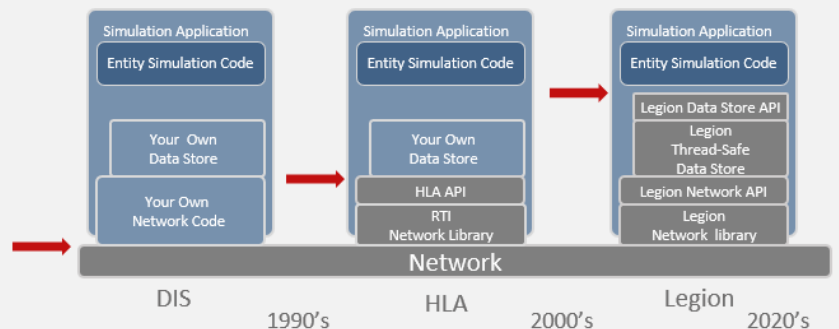 Simulation Application
Entity Simulation Code
Your Own
Data Store
Your Own
Network Code
Simulation Application
Entity Simulation Code
Your Own
Data Store
HLA API
RTI
Network Library
Simulation Application
Entity Simulation Code
Legion Data Store API
Legion
Thread-Safe
Data Store
Legion Network API
Legion
Network library
Network
DIS
HLA
Legion
1990's
2000's
2020's